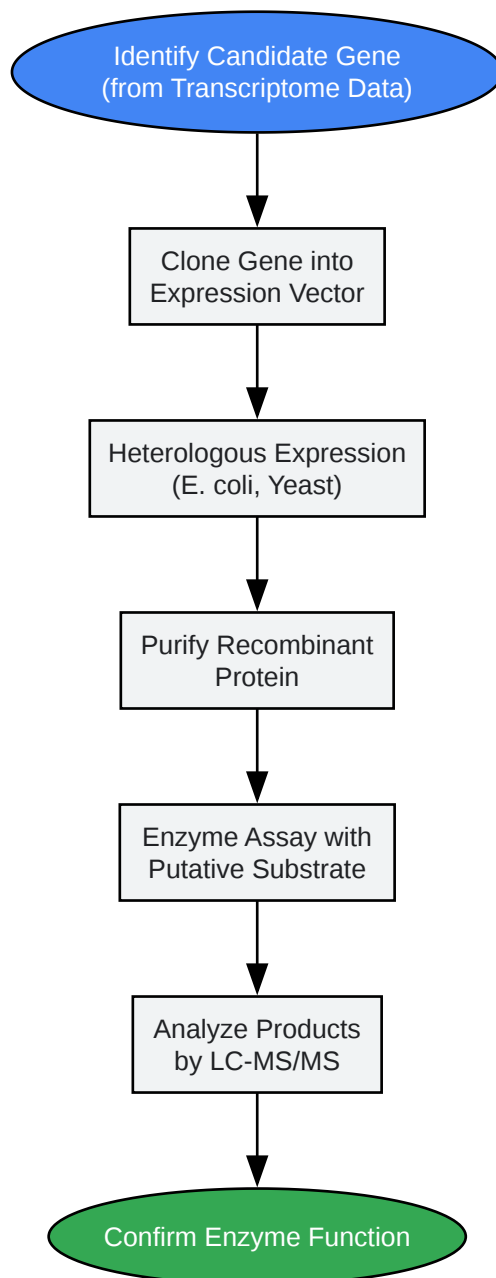 Identify Candidate Gene
(from Transcriptome Data)
Clone Gene into
Expression Vector
Heterologous Expression
(E. coli, Yeast)
Purify Recombinant
Protein
Enzyme Assay with
Putative Substrate
Analyze Products
by LC-MS/MS
Confirm Enzyme Function